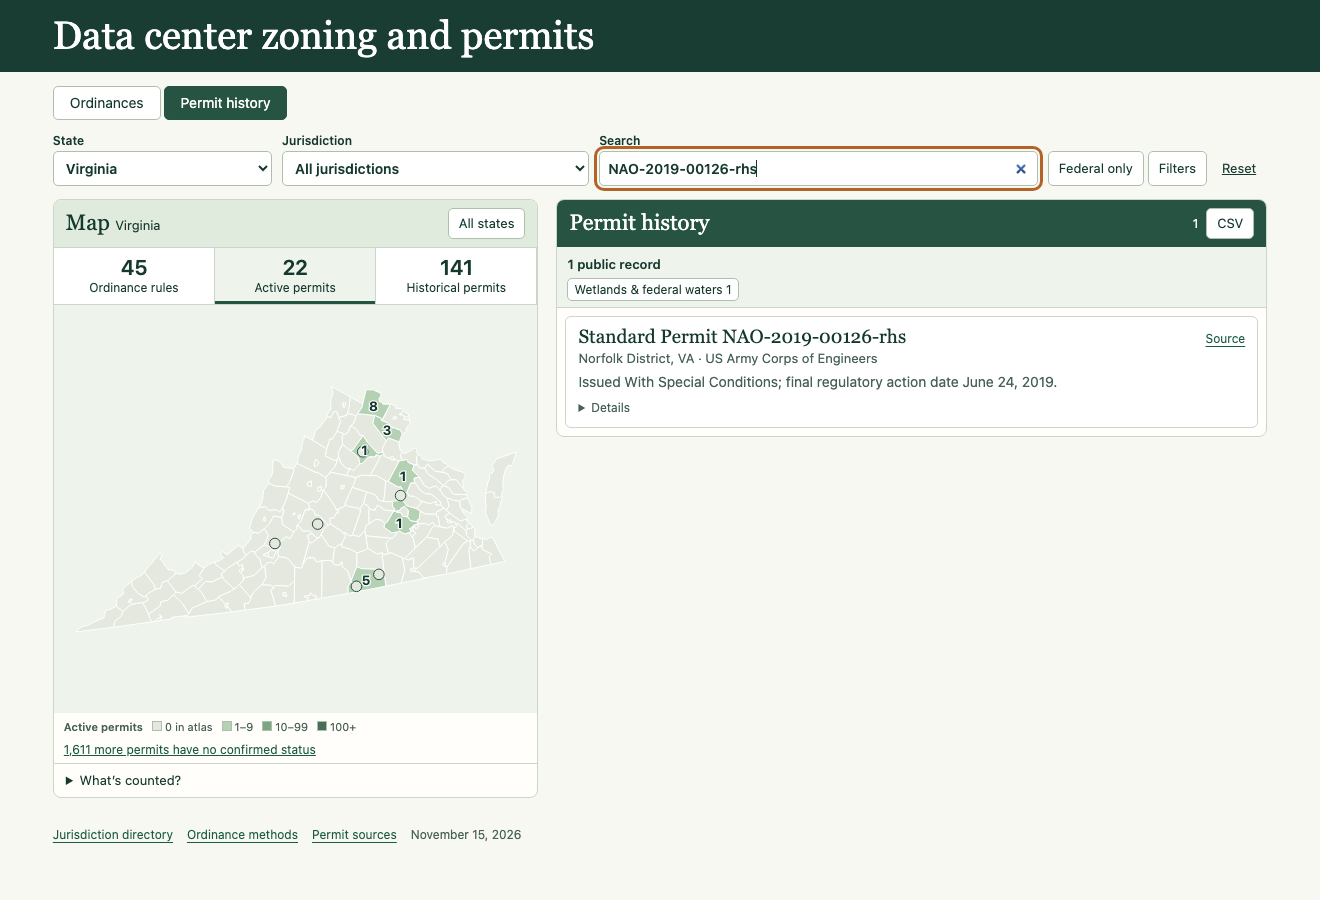 Data center zoning and permits
Ordinances
Permit history
State
Jurisdiction
Search
Virginia
All jurisdictions
NAO-2019-00126-rhs
Federal only
Filters
Reset
Map Virginia
All states
45
Ordinance rules
22
Active permits
141
Historical permits
8
3
1
1
1
5
Active permits 0 in atlas 1–9 10–99 100+
1,611 more permits have no confirmed status
What’s counted?
Permit history
1
CSV
1 public record
Wetlands & federal waters 1
Standard Permit NAO-2019-00126-rhs
Source
Norfolk District, VA · US Army Corps of Engineers
Issued With Special Conditions; final regulatory action date June 24, 2019.
Details
Jurisdiction directory Ordinance methods Permit sources November 15, 2026